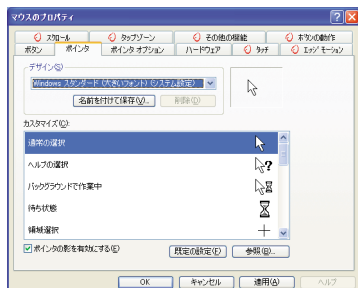 マウスのプロパティ
スクロール タップゾーン その他の機能 ボタンの動作
ボタン ポインタ ポインタ オプション ハードウェア タッチ エッジ モーション
デザイン(S)
Windows スタンダード (大きいフォント) (システム設定)
名前を付けて保存(V)... 削除(D)
カスタマイズ(C):
通常の選択
ヘルプの選択
バックグラウンドで作業中
待ち状態
領域選択
ポインタの影を有効にする(E) 既定の設定(F) 参照(B)...
OK キャンセル 適用(A) ヘルプ